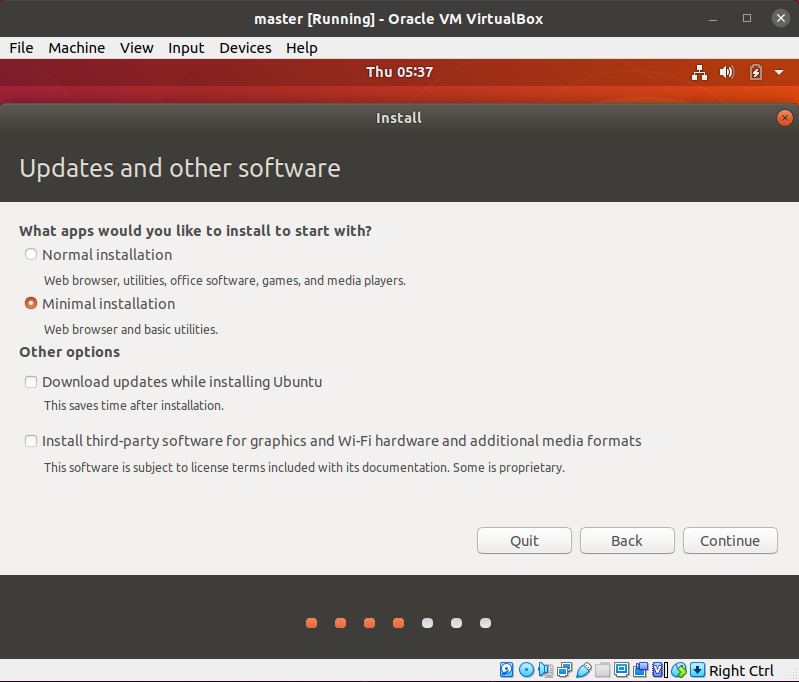 master [Running] - Oracle VM VirtualBox
File Machine View Input Devices Help
Thu 05:37
Install
Updates and other software
What apps would you like to install to start with?
Normal installation
Web browser, utilities, office software, games, and media players.
Minimal installation
Web browser and basic utilities.
Other options
Download updates while installing Ubuntu
This saves time after installation.
Install third-party software for graphics and Wi-Fi hardware and additional media formats
This software is subject to license terms included with its documentation. Some is proprietary.
Quit Back Continue
Right Ctrl